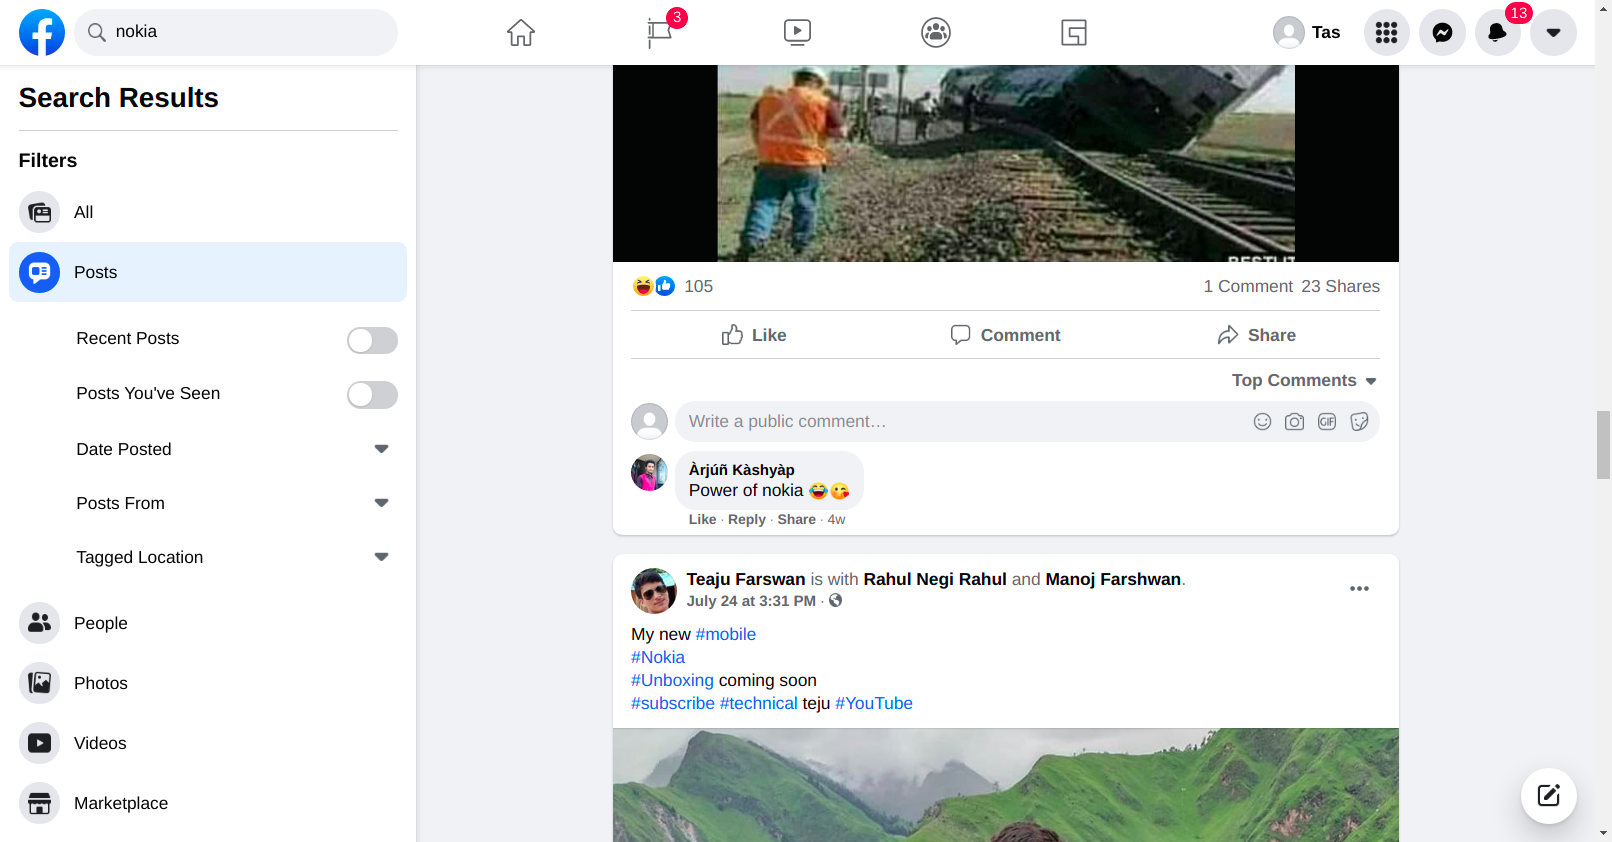 nokia
3
Tas
13
Search Results
Filters
All
Posts
Recent Posts
Posts You've Seen
Date Posted
Posts From
Tagged Location
People
Photos
Videos
Marketplace
105
1 Comment 23 Shares
Like Comment Share
Top Comments
Write a public comment…
GIF
Àrjúñ Kàshyàp
Power of nokia 😂😘
Like · Reply · Share · 4w
Teaju Farswan is with Rahul Negi Rahul and Manoj Farshwan.
July 24 at 3:31 PM ·
My new #mobile
#Nokia
#Unboxing coming soon
#subscribe #technical teju #YouTube